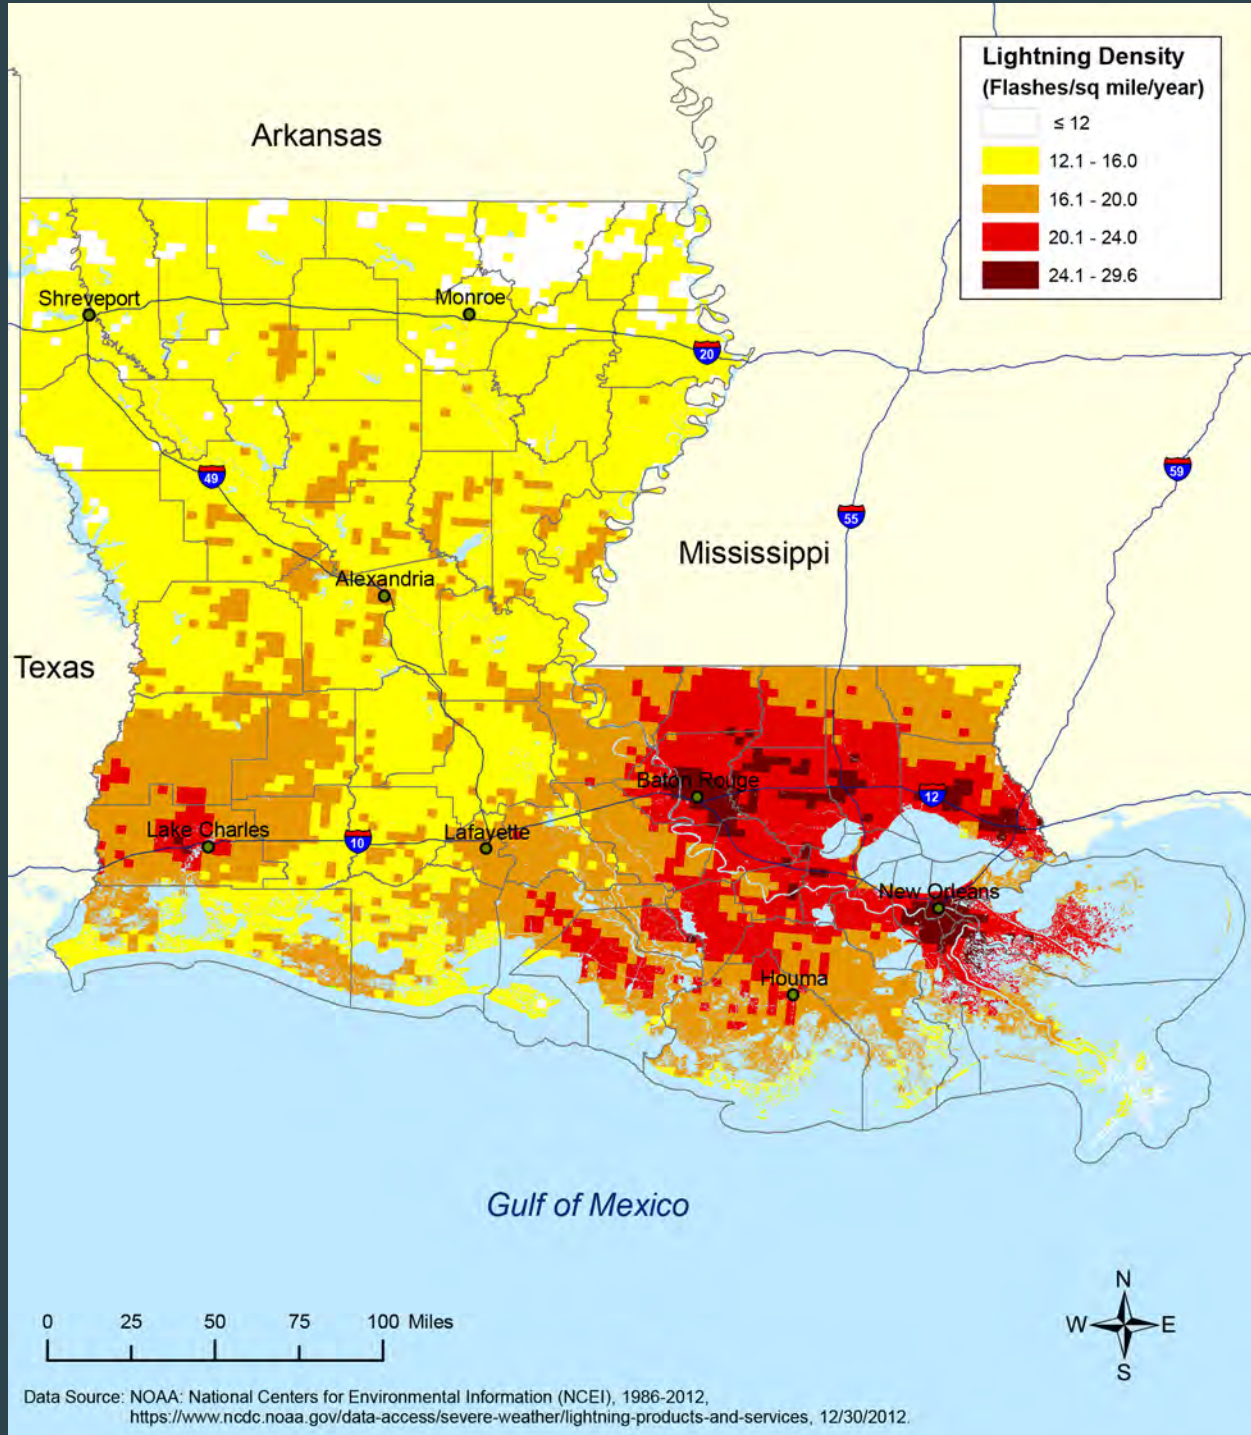 Lightning Density
(Flashes/sq mile/year)
≤ 12
12.1 - 16.0
16.1 - 20.0
20.1 - 24.0
24.1 - 29.6
Arkansas
Shreveport
Monroe
20
49
59
55
Mississippi
Alexandria
Texas
Baton Rouge
12
Lake Charles
10
Lafayette
New Orleans
Houma
Gulf of Mexico
N
W E
S
0 25 50 75 100 Miles
Data Source: NOAA: National Centers for Environmental Information (NCEI), 1986-2012,
https://www.ncdc.noaa.gov/data-access/severe-weather/lightning-products-and-services, 12/30/2012.